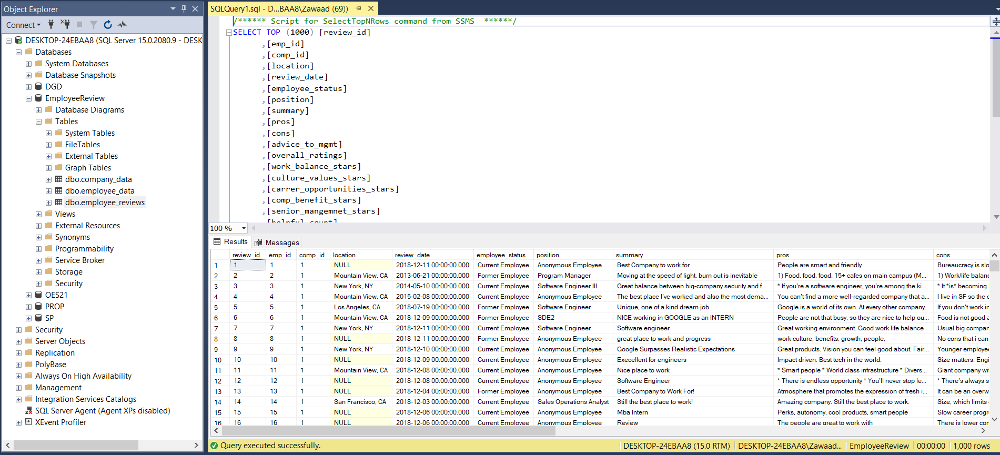 Object Explorer
Connect
DESKTOP-24EBAA8 (SQL Server 15.0.2080.9 - DESK
Databases
System Databases
Database Snapshots
DGD
EmployeeReview
Database Diagrams
Tables
System Tables
FileTables
External Tables
Graph Tables
dbo.company_data
dbo.employee_data
dbo.employee_reviews
Views
External Resources
Synonyms
Programmability
Service Broker
Storage
Security
OES21
PROP
SP
Security
Server Objects
Replication
PolyBase
Always On High Availability
Management
Integration Services Catalogs
SQL Server Agent (Agent XPs disabled)
XEvent Profiler
SQLQuery1.sql - D...BAA8\Zawaad (69))
/****** Script for SelectTopNRows command from SSMS ******/
SELECT TOP (1000) [review_id]
,[emp_id]
,[comp_id]
,[location]
,[review_date]
,[employee_status]
,[position]
,[summary]
,[pros]
,[cons]
,[advice_to_mgmt]
,[overall_ratings]
,[work_balance_stars]
,[culture_values_stars]
,[carrer_opportunities_stars]
,[comp_benefit_stars]
,[senior_mangemnet_stars]
,[helpful_count]
100 %
Results Messages
review_id emp_id comp_id location review_date employee_status position summary pros cons
1 1 1 1 NULL 2018-12-11 00:00:00.000 Current Employee Anonymous Employee Best Company to work for People are smart and friendly Bureaucracy is slo
2 2 2 1 Mountain View, CA 2013-06-21 00:00:00.000 Former Employee Program Manager Moving at the speed of light, burn out is inevitable 1) Food, food, food. 15+ cafes on main campus (M... 1) Work/life balanc
3 3 3 1 New York, NY 2014-05-10 00:00:00.000 Current Employee Software Engineer III Great balance between big-company security and f... * If you're a software engineer, you're among the ki... * It *is* becoming
4 4 4 1 Mountain View, CA 2015-02-08 00:00:00.000 Current Employee Anonymous Employee The best place I've worked and also the most dema... You can't find a more well-regarded company that a... I live in SF so the c
5 5 5 1 Los Angeles, CA 2018-07-19 00:00:00.000 Former Employee Software Engineer Unique, one of a kind dream job Google is a world of its own. At every other company... If you don't work in
6 6 6 1 Mountain View, CA 2018-12-09 00:00:00.000 Former Employee SDE2 NICE working in GOOGLE as an INTERN People are not that busy, so they are nice to help ou... Food is not good a
7 7 7 1 New York, NY 2018-12-11 00:00:00.000 Current Employee Software Engineer Software engineer Great working environment. Good work life balance Usual big compan
8 8 8 1 NULL 2018-12-11 00:00:00.000 Former Employee Anonymous Employee great place to work and progress work culture, benefits, growth, people, No cons that i can
9 9 9 1 New York, NY 2018-12-10 00:00:00.000 Current Employee Anonymous Employee Google Surpasses Realistic Expectations Great products. Vision you can feel good about. Fair... Younger employee
10 10 10 1 NULL 2018-12-09 00:00:00.000 Current Employee Anonymous Employee Execellent for engineers Impact driven. Best tech in the world. Size matters. Engi
11 11 11 1 Mountain View, CA 2018-12-08 00:00:00.000 Current Employee Anonymous Employee Nice place to work * Smart people * World class infrastructure * Divers... Giant company wi
12 12 12 1 NULL 2018-12-08 00:00:00.000 Current Employee Anonymous Employee Software Engineer * There is endless opportunity * You'll never stop le... * There's always s
13 13 13 1 NULL 2018-12-04 00:00:00.000 Former Employee Anonymous Employee Best Company to Work For! Atmosphere that promotes the expression of fresh i... It can be an overw
14 14 14 1 San Francisco, CA 2018-12-03 00:00:00.000 Current Employee Sales Operations Analyst Still the best place to work! Amazing company. Still the best place to work. Size, which limits
15 15 15 1 NULL 2018-12-06 00:00:00.000 Current Employee Anonymous Employee Mba Intern Perks, autonomy, cool products, smart people Slow career progr
16 16 16 1 NULL 2018-12-06 00:00:00.000 Current Employee Anonymous Employee Review The people are great to work with There is lower con
Query executed successfully. DESKTOP-24EBAA8 (15.0 RTM) DESKTOP-24EBAA8\Zawaad... EmployeeReview 00:00:00 1,000 rows